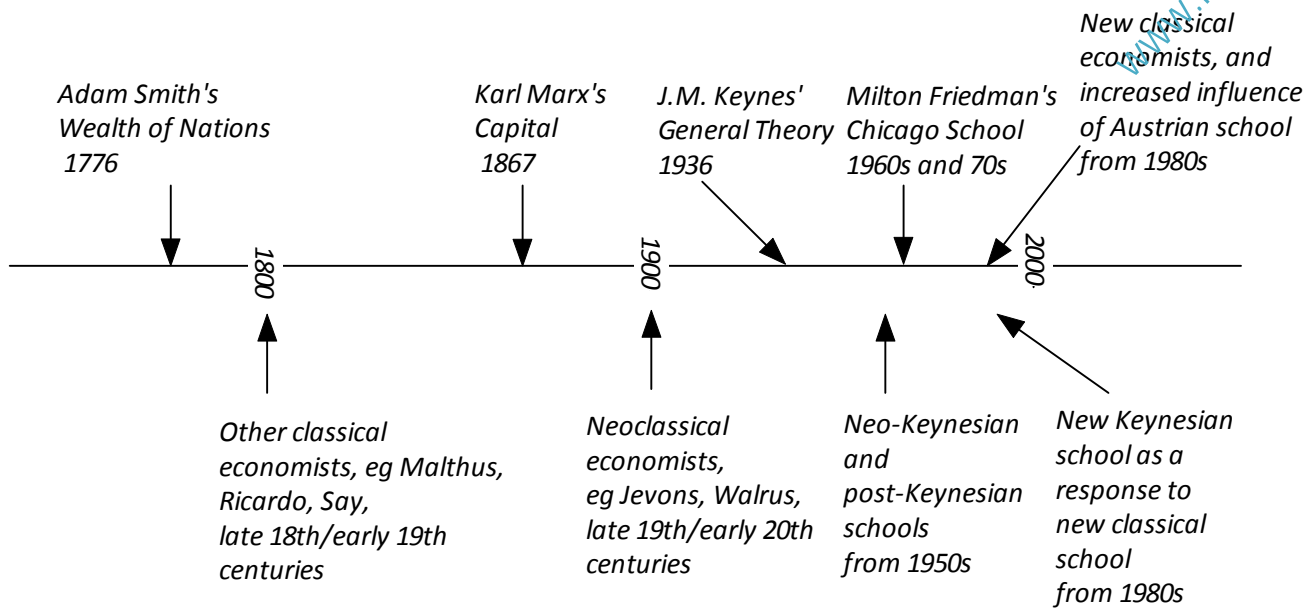 Adam Smith's
Wealth of Nations
1776
Karl Marx's
Capital
1867
J.M. Keynes'
General Theory
1936
Milton Friedman's
Chicago School
1960s and 70s
New classical
economists, and
increased influence
of Austrian school
from 1980s
www.
1800
1900
2000
Other classical
economists, eg Malthus,
Ricardo, Say,
late 18th/early 19th
centuries
Neoclassical
economists,
eg Jevons, Walrus,
late 19th/early 20th
centuries
Neo-Keynesian
and
post-Keynesian
schools
from 1950s
New Keynesian
school as a
response to
new classical
school
from 1980s